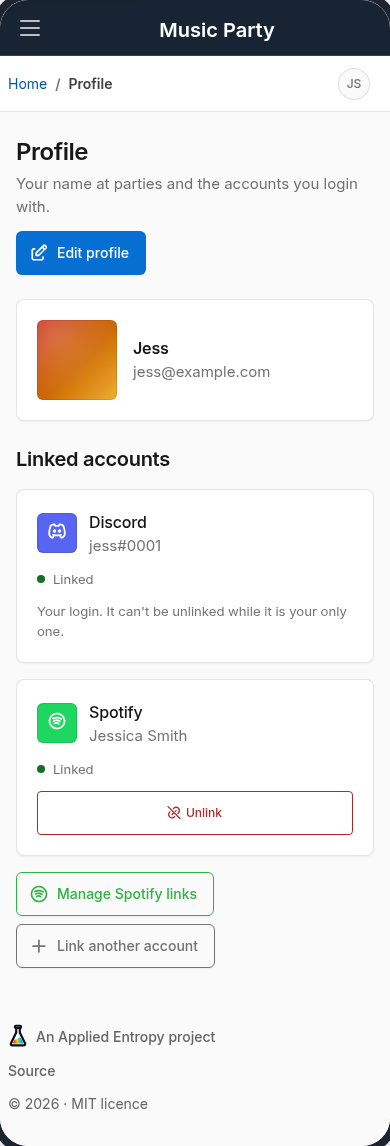 Music Party
Home / Profile
JS
Profile
Your name at parties and the accounts you login
with.
Edit profile
Jess
jess@example.com
Linked accounts
Discord
jess#0001
Linked
Your login. It can't be unlinked while it is your only
one.
Spotify
Jessica Smith
Linked
Unlink
Manage Spotify links
Link another account
An Applied Entropy project
Source
© 2026 · MIT licence